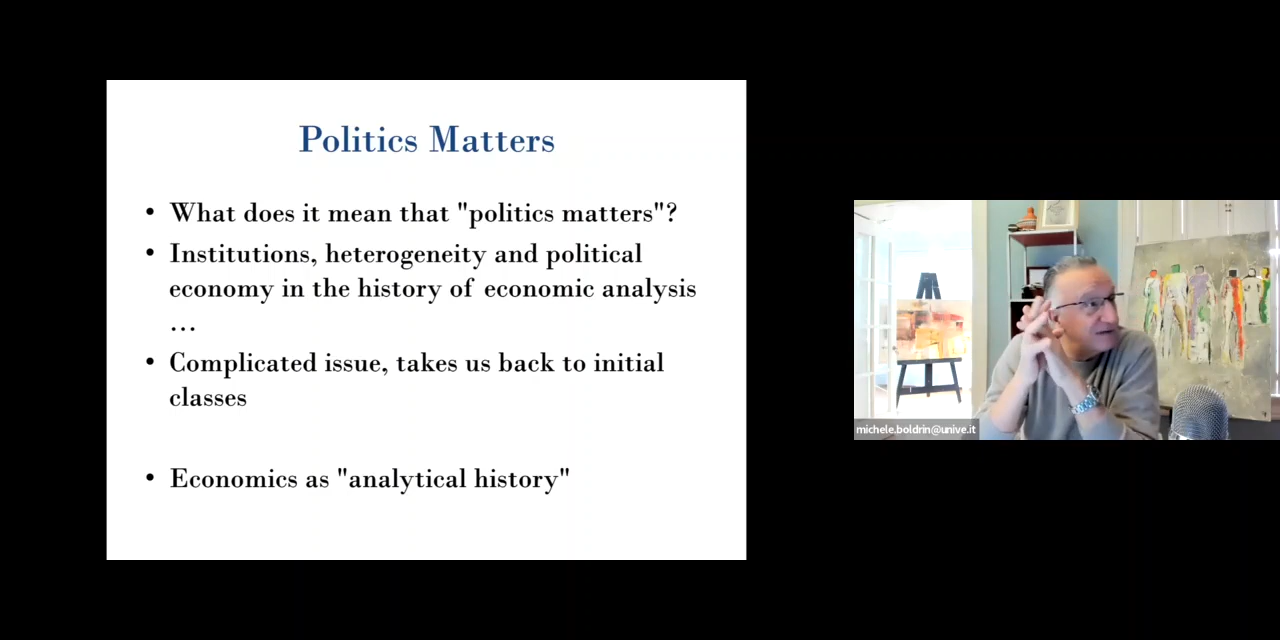 Politics Matters
• What does it mean that "politics matters"?
• Institutions, heterogeneity and political
economy in the history of economic analysis
…
• Complicated issue, takes us back to initial
classes
• Economics as "analytical history"
michele.boldrin@unive.it